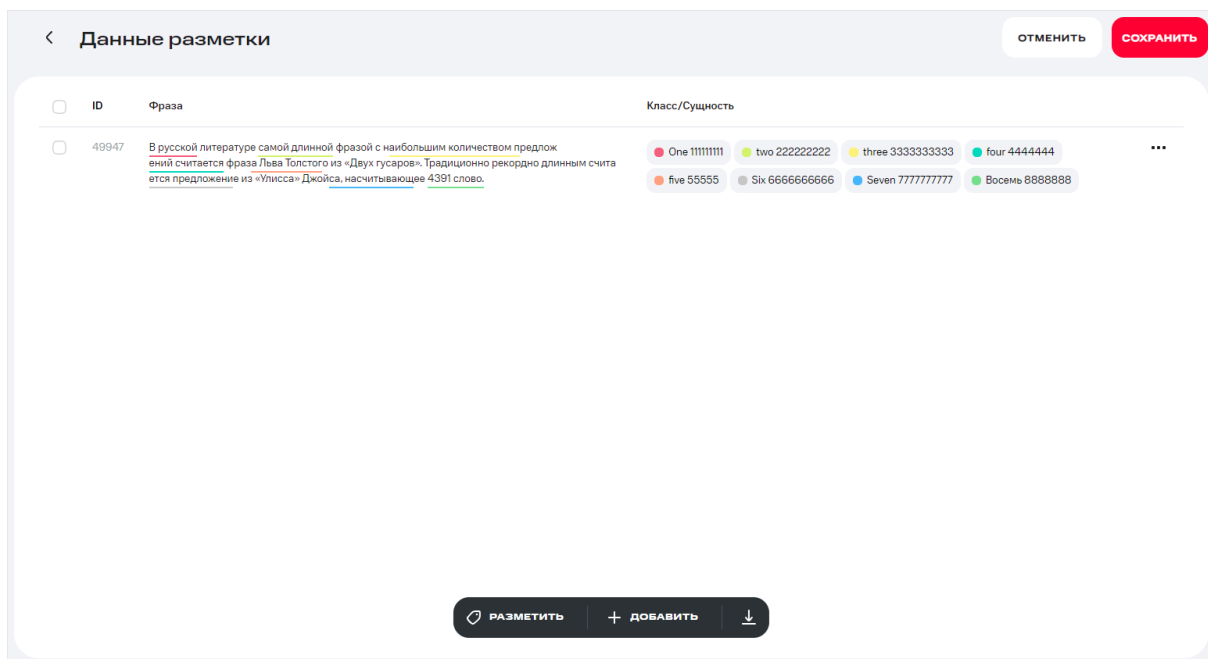 Данные разметки
ОТМЕНИТЬ
СОХРАНИТЬ
ID Фраза Класс/Сущность
49947
В русской литературе самой длинной фразой с наибольшим количеством предлож
ений считается фраза Льва Толстого из «Двух гусаров». Традиционно рекордно длинным счита
ется предложение из «Улисса» Джойса, насчитывающее 4391 слово.
One 111111111 two 222222222 three 3333333333 four 4444444
five 55555 Six 6666666666 Seven 7777777777 Восемь 8888888
РАЗМЕТИТЬ ДОБАВИТЬ